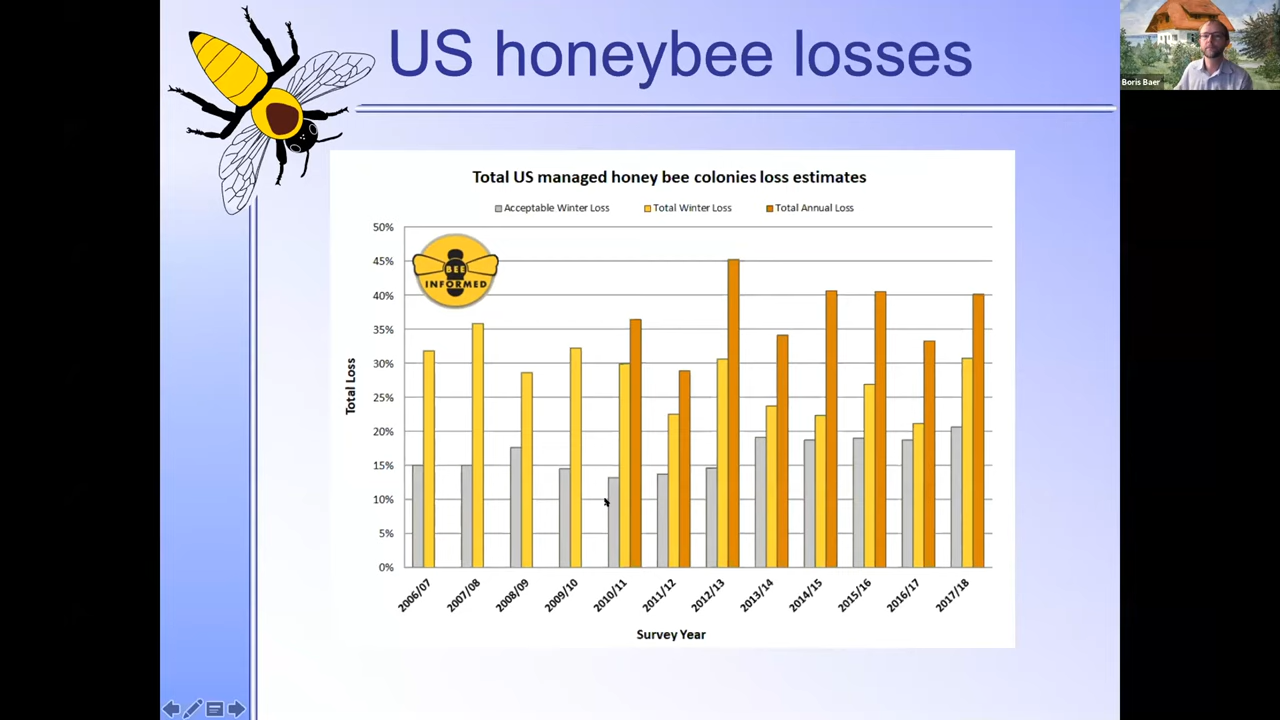 US honeybee losses
Boris Baer
Total US managed honey bee colonies loss estimates
Acceptable Winter Loss Total Winter Loss Total Annual Loss
BEE
INFORMED
50%
45%
40%
35%
30%
25%
20%
15%
10%
5%
0%
Total Loss
2006/07 2007/08 2008/09 2009/10 2010/11 2011/12 2012/13 2013/14 2014/15 2015/16 2016/17 2017/18
Survey Year